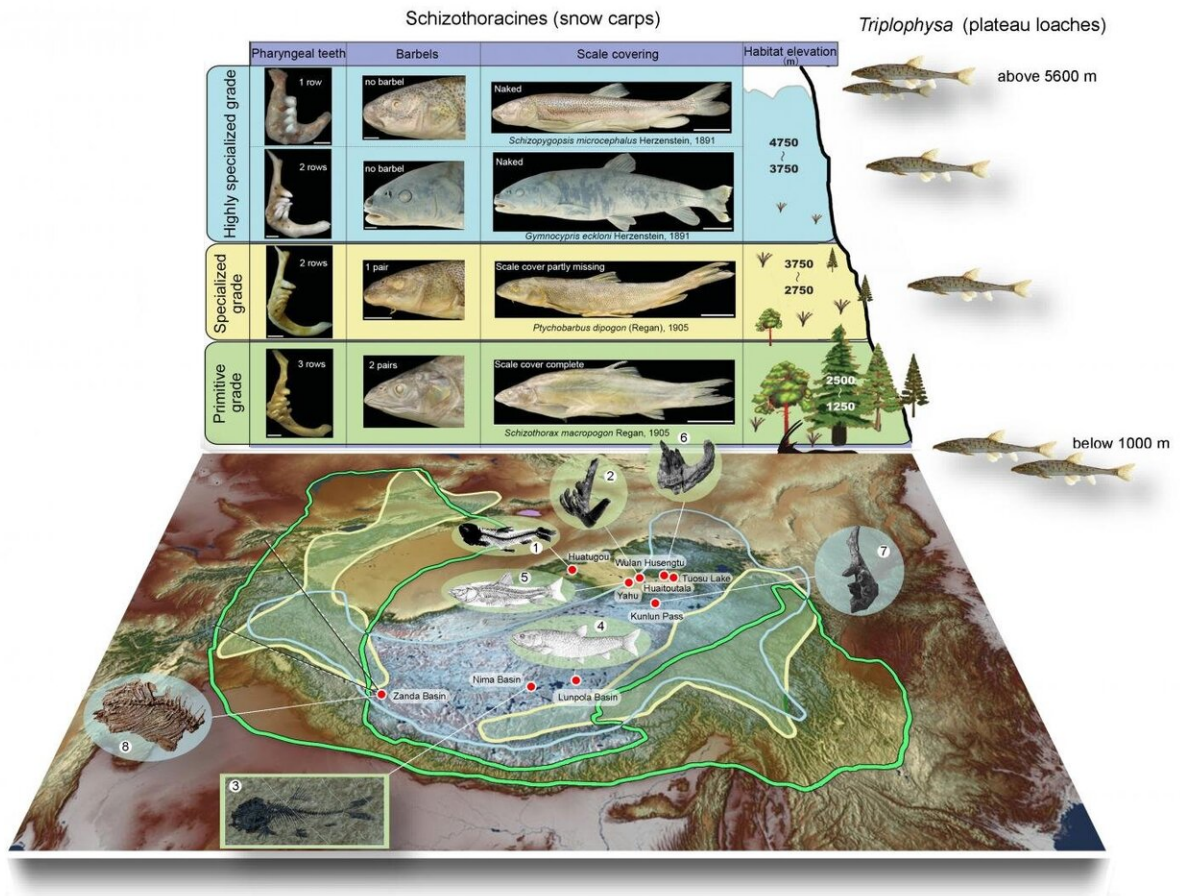 Schizothoracines (snow carps)
Triplophysa (plateau loaches)
Pharyngeal teeth
Barbels
Scale covering
Habitat elevation
(m)
above 5600 m
Highly specialized grade
1 row
no barbel
Naked
Schizopygopsis microcephalus Herzenstein, 1891
4750
~
3750
2 rows
no barbel
Naked
Gymnocypris eckloni Herzenstein, 1891
Specialized
grade
2 rows
1 pair
Scale cover partly missing
Ptychobarbus dipogon (Regan), 1905
3750
~
2750
Primitive
grade
3 rows
2 pairs
Scale cover complete
Schizothorax macropogon Regan, 1905
2500
~
1250
below 1000 m
6
2
1
7
Huatugou
Wulan Husengtu
5
Tuosu Lake
Huaitoutala
Yahu
Kunlun Pass
4
Nima Basin
Lunpola Basin
Zanda Basin
8
3